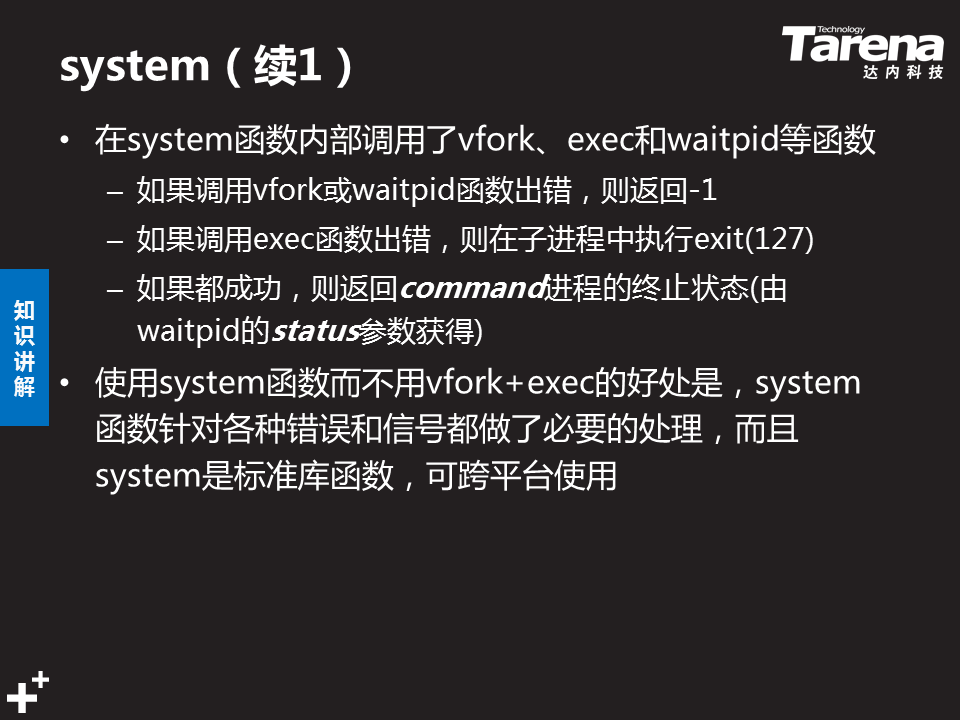 system（续1）
Technology
Tarena
达内科技
• 在system函数内部调用了vfork、exec和waitpid等函数
– 如果调用vfork或waitpid函数出错，则返回-1
– 如果调用exec函数出错，则在子进程中执行exit(127)
– 如果都成功，则返回command进程的终止状态(由
waitpid的status参数获得)
知识讲解
• 使用system函数而不用vfork+exec的好处是，system
函数针对各种错误和信号都做了必要的处理，而且
system是标准库函数，可跨平台使用